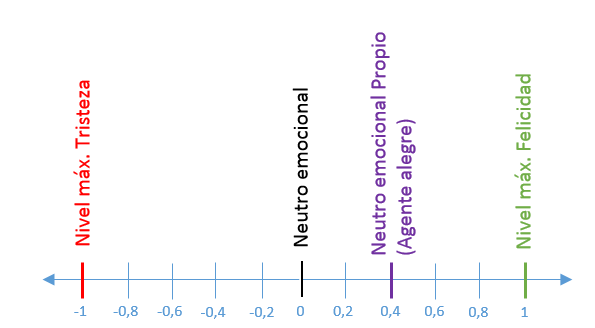 Nivel máx. Tristeza
Neutro emocional
Neutro emocional Propio
(Agente alegre)
Nivel máx. Felicidad
-1 -0,8 -0,6 -0,4 -0,2 0 0,2 0,4 0,6 0,8 1